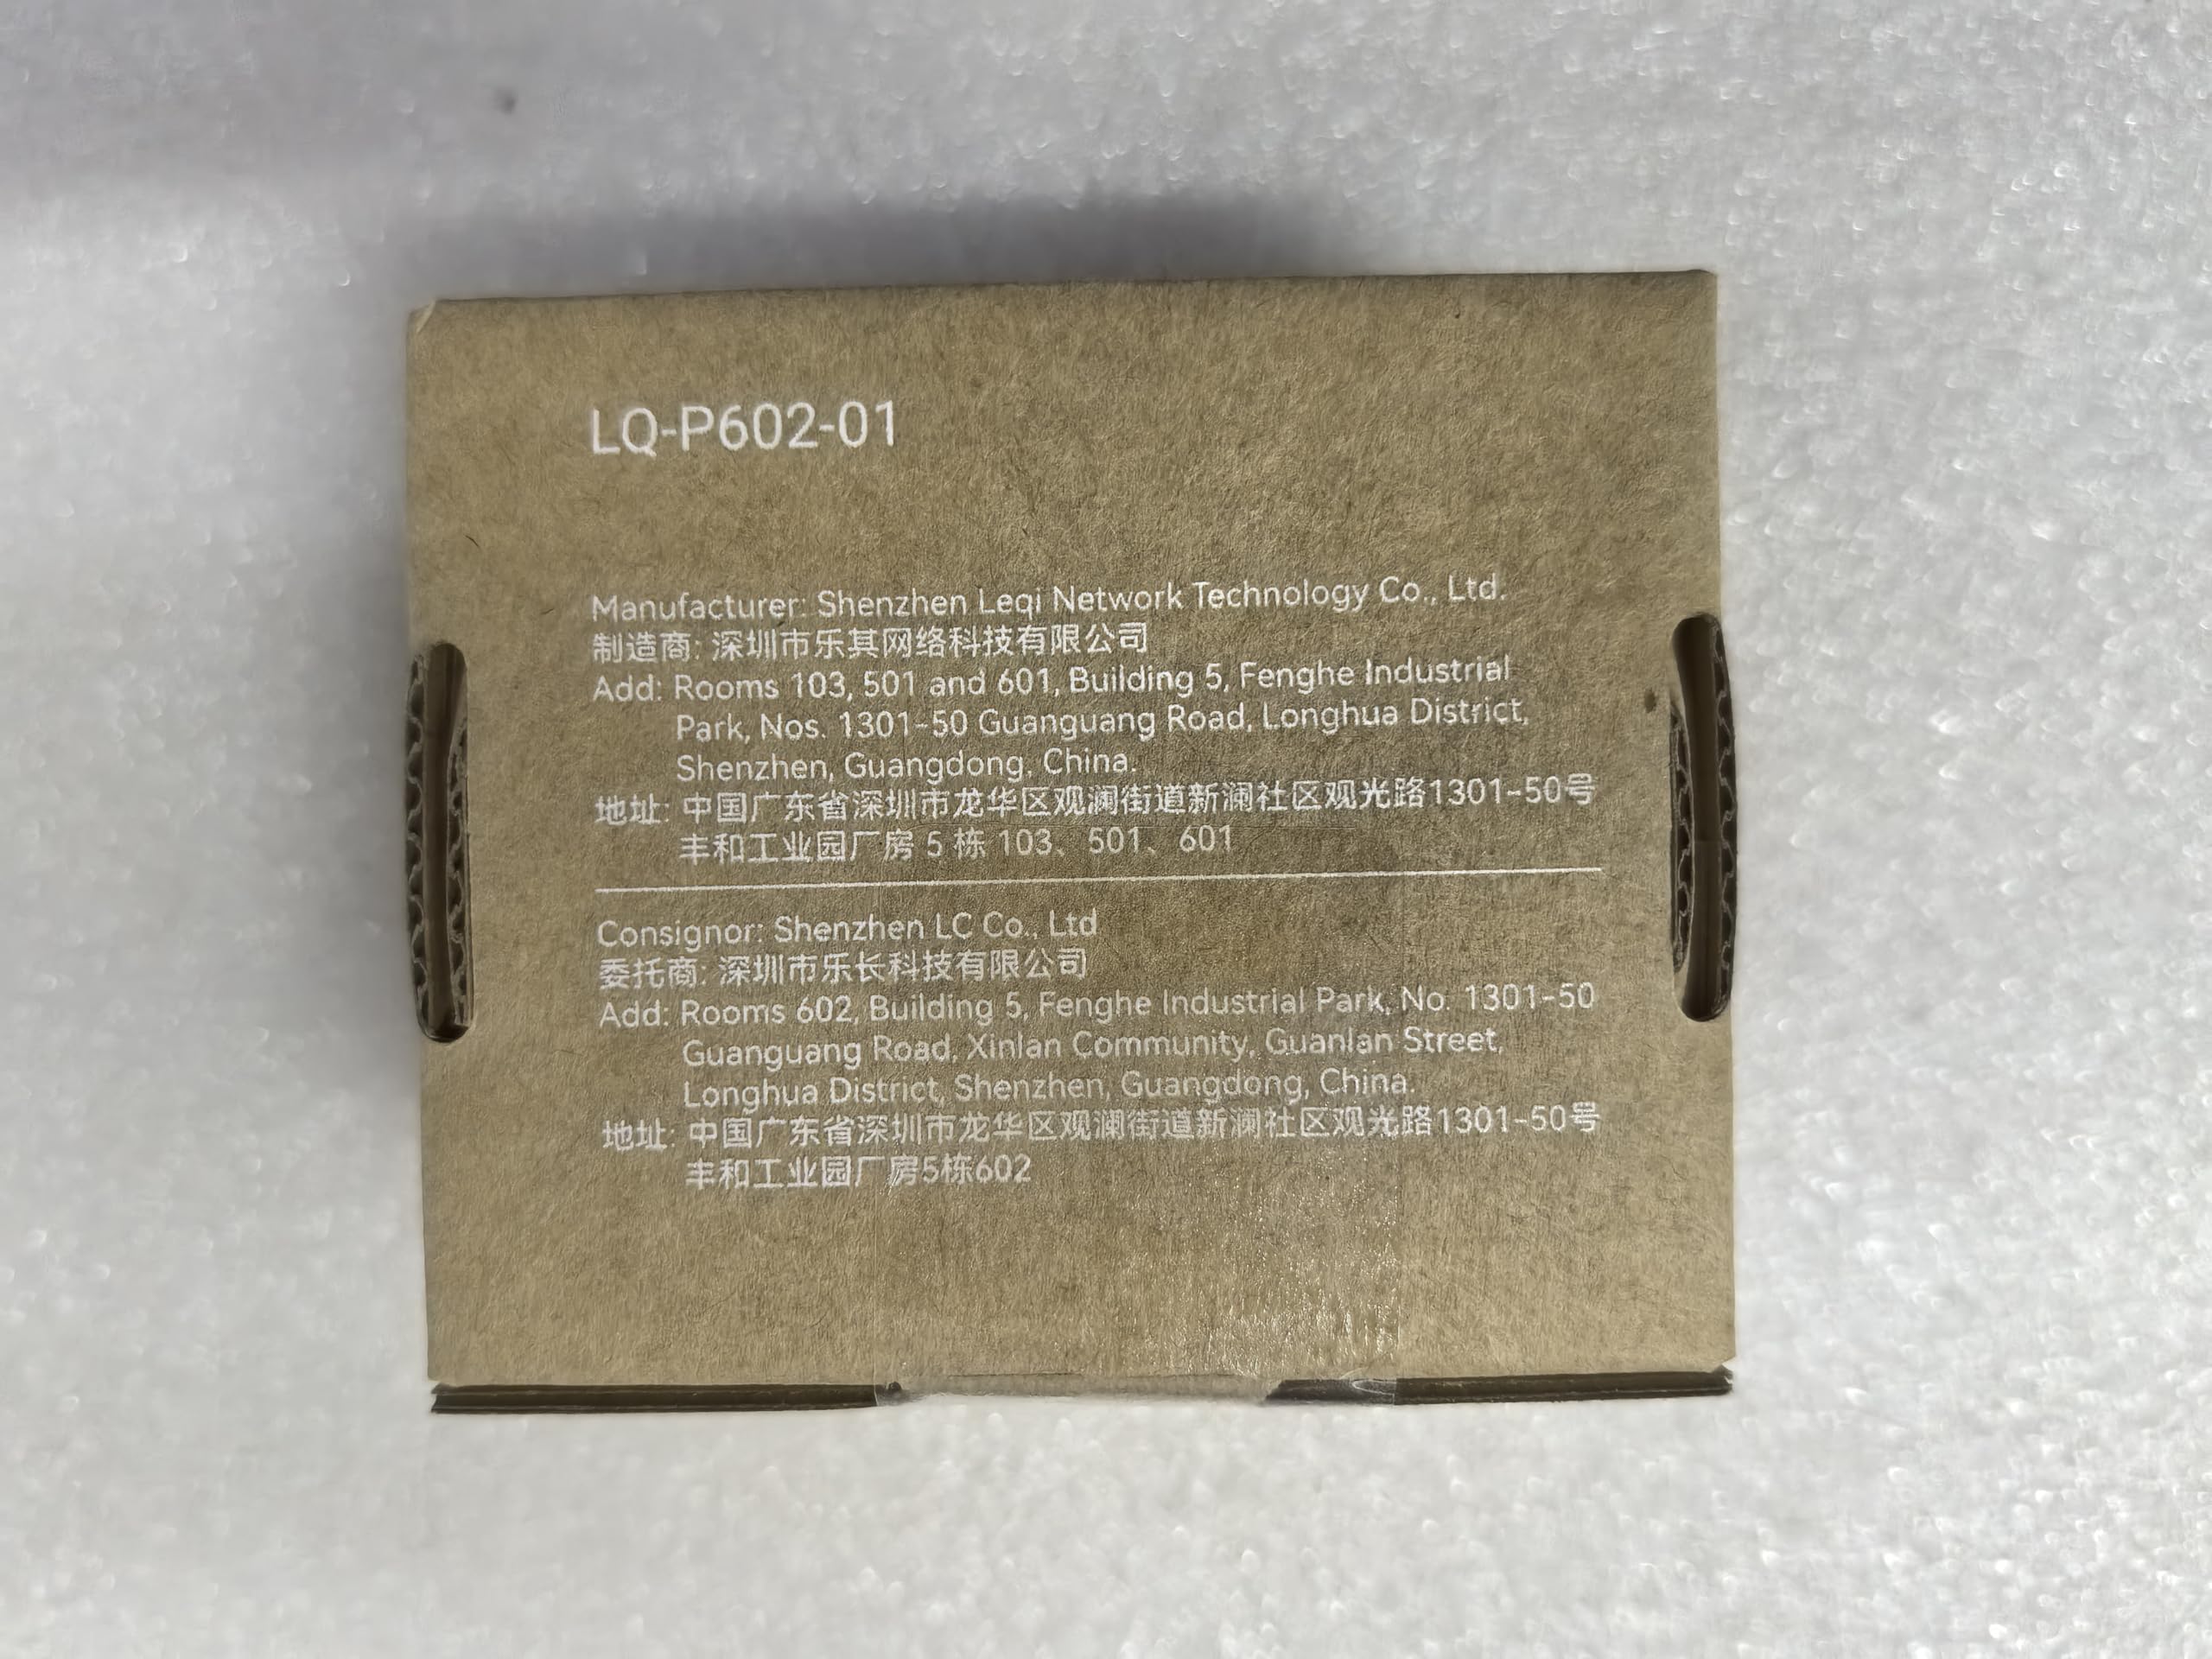 LQ-P602-01
Manufacturer: Shenzhen Leqi Network Technology Co., Ltd.
制造商: 深圳市乐其网络科技有限公司
Add: Rooms 103, 501 and 601, Building 5, Fenghe Industrial
Park, Nos. 1301-50 Guanguang Road, Longhua District,
Shenzhen, Guangdong, China.
地址: 中国广东省深圳市龙华区观澜街道新澜社区观光路1301-50号
丰和工业园厂房 5 栋 103、501、601
Consignor: Shenzhen LC Co., Ltd
委托商: 深圳市乐长科技有限公司
Add: Rooms 602, Building 5, Fenghe Industrial Park, No. 1301-50
Guanguang Road, Xinlan Community, Guanlan Street,
Longhua District, Shenzhen, Guangdong, China.
地址: 中国广东省深圳市龙华区观澜街道新澜社区观光路1301-50号
丰和工业园厂房5栋602